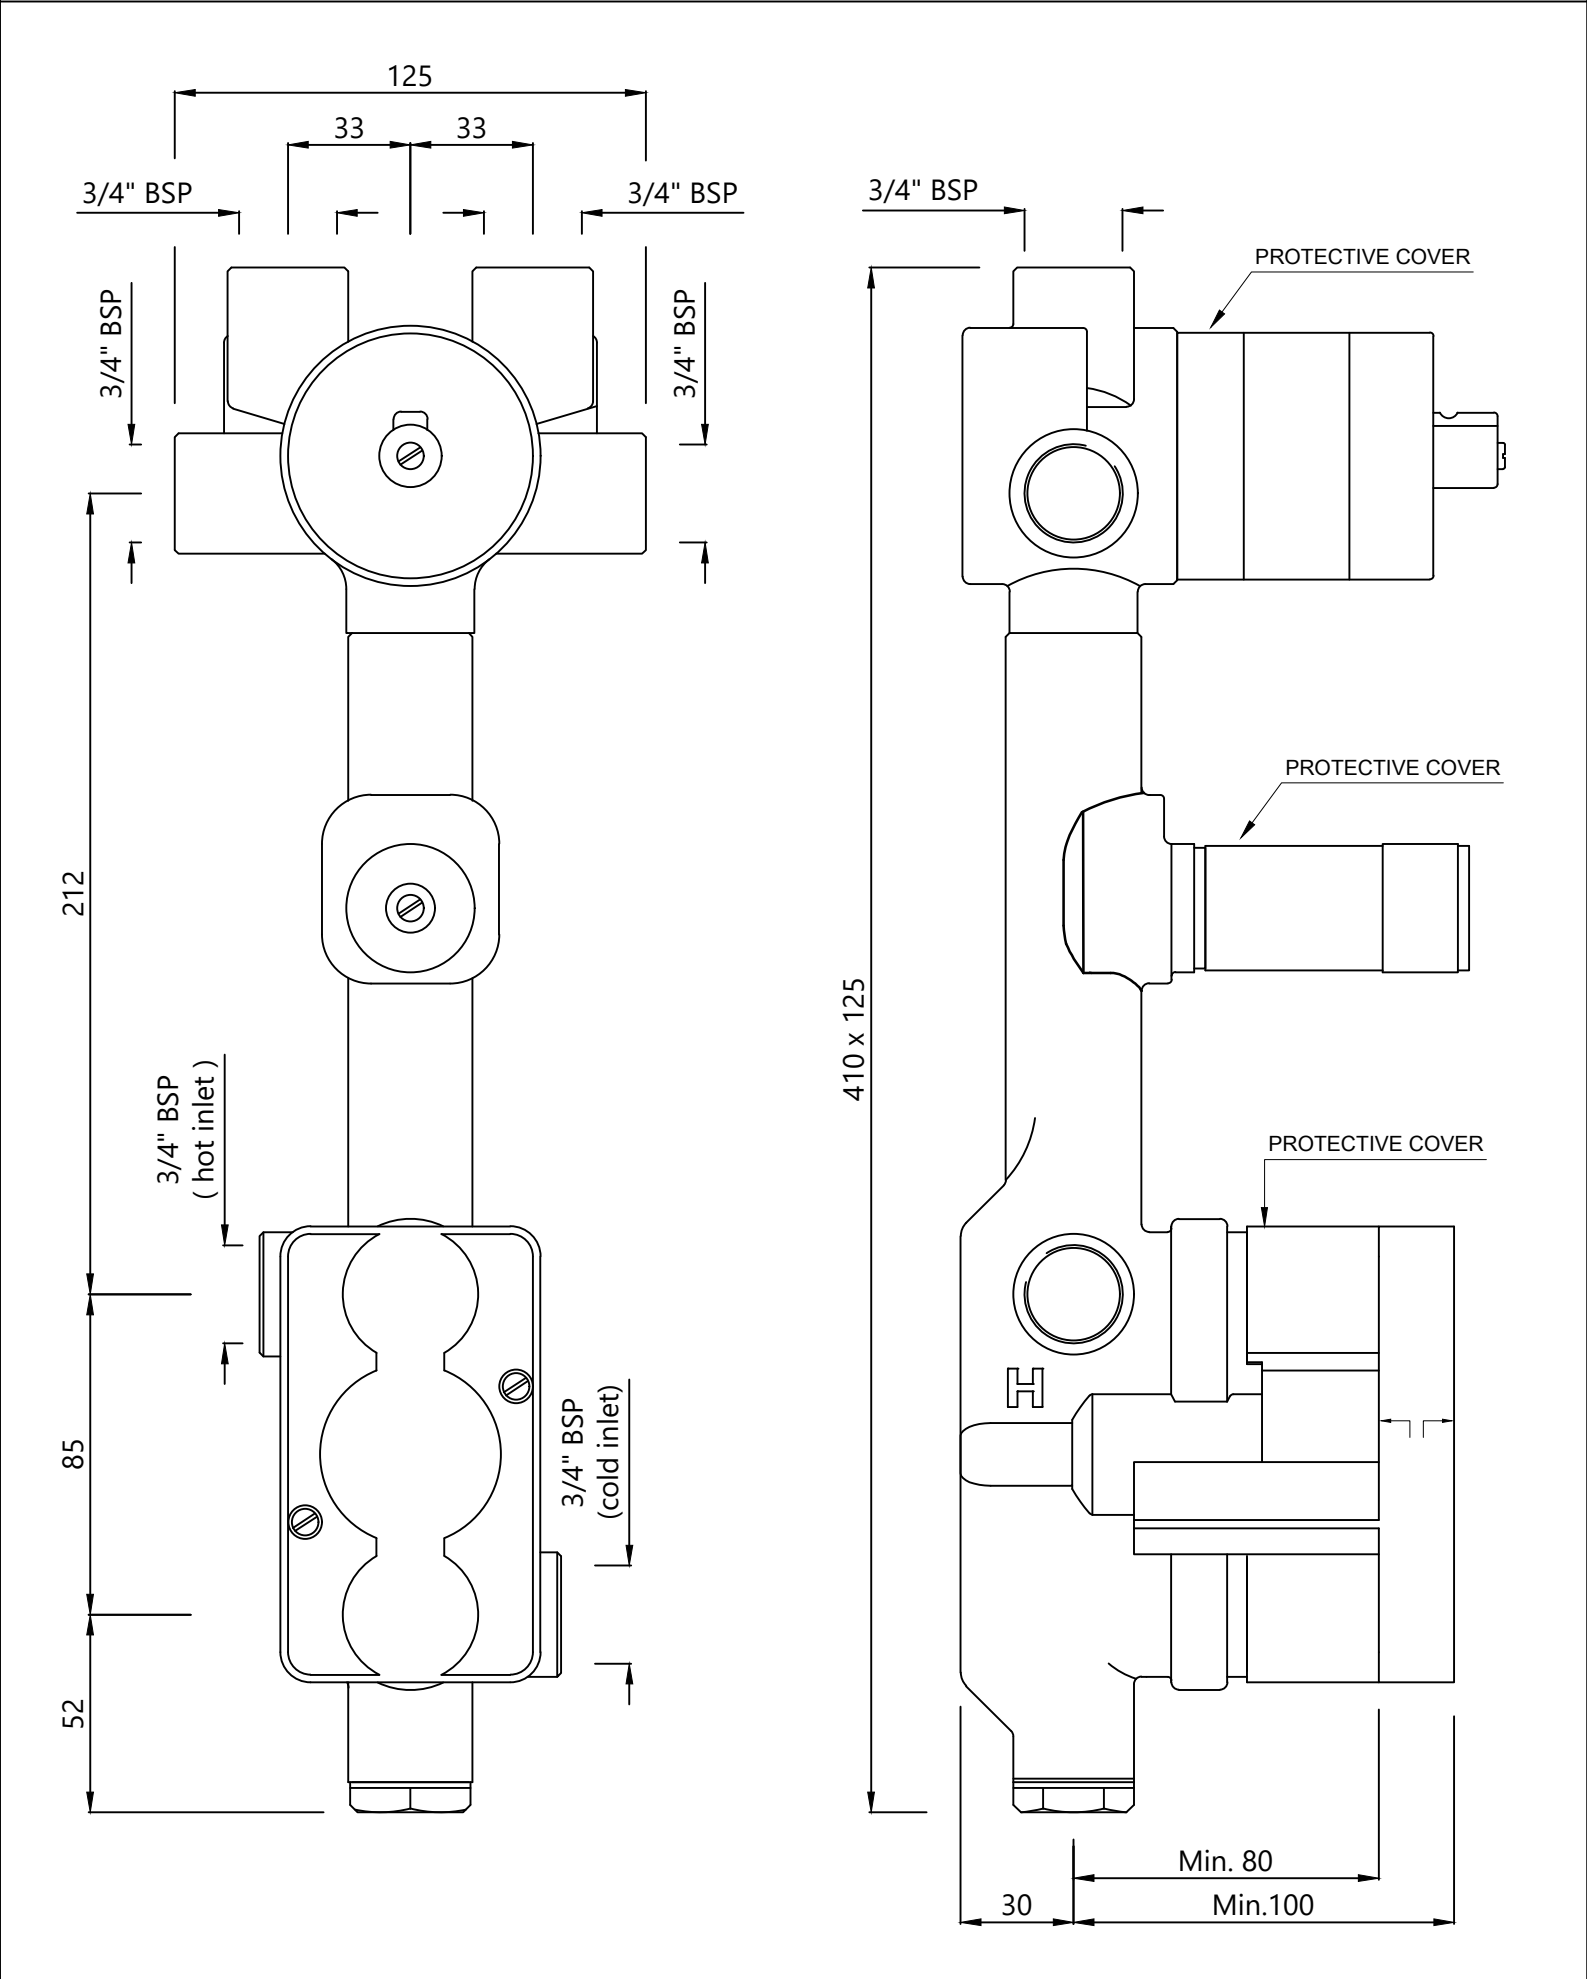 125
33
33
3/4" BSP
3/4" BSP
3/4" BSP
PROTECTIVE COVER
3/4" BSP
3/4" BSP
PROTECTIVE COVER
212
410 x 125
3/4" BSP
( hot inlet )
PROTECTIVE COVER
H
85
3/4" BSP
(cold inlet)
52
Min. 80
30
Min.100